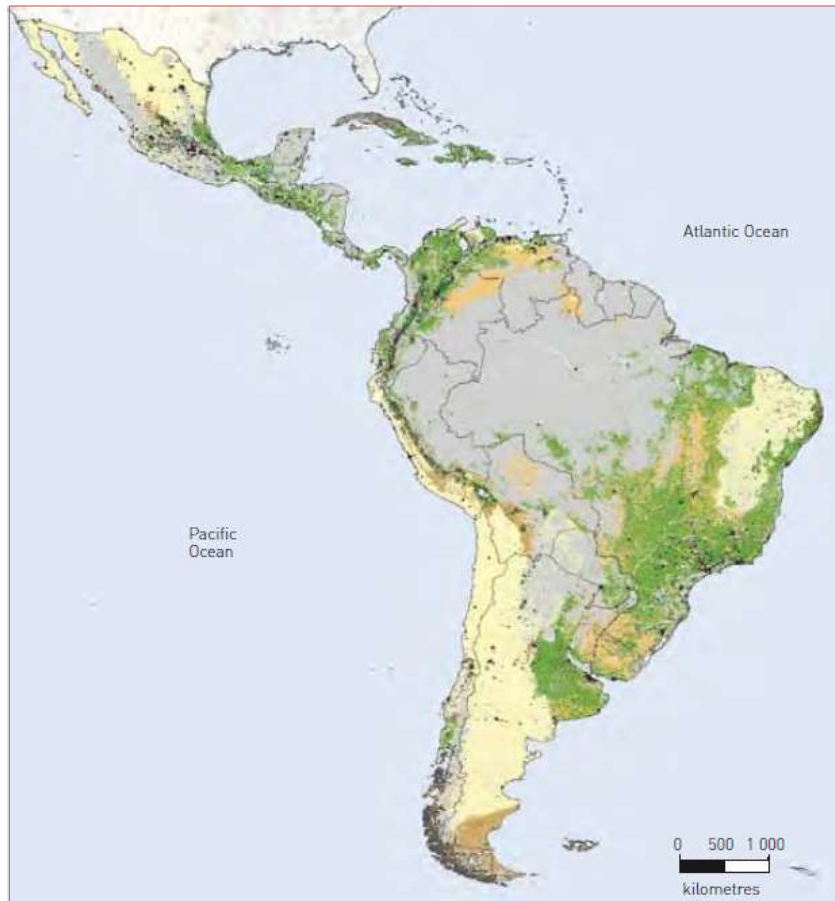 Atlantic Ocean
Pacific
Ocean
0 500 1 000
kilometres